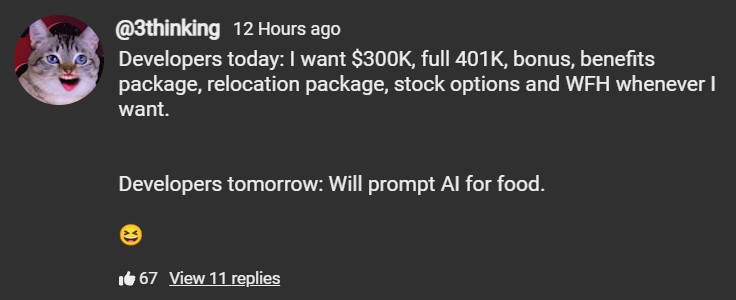 @3thinking 12 Hours ago
Developers today: I want $300K, full 401K, bonus, benefits
package, relocation package, stock options and WFH whenever I
want.
Developers tomorrow: Will prompt AI for food.
😆
67 View 11 replies